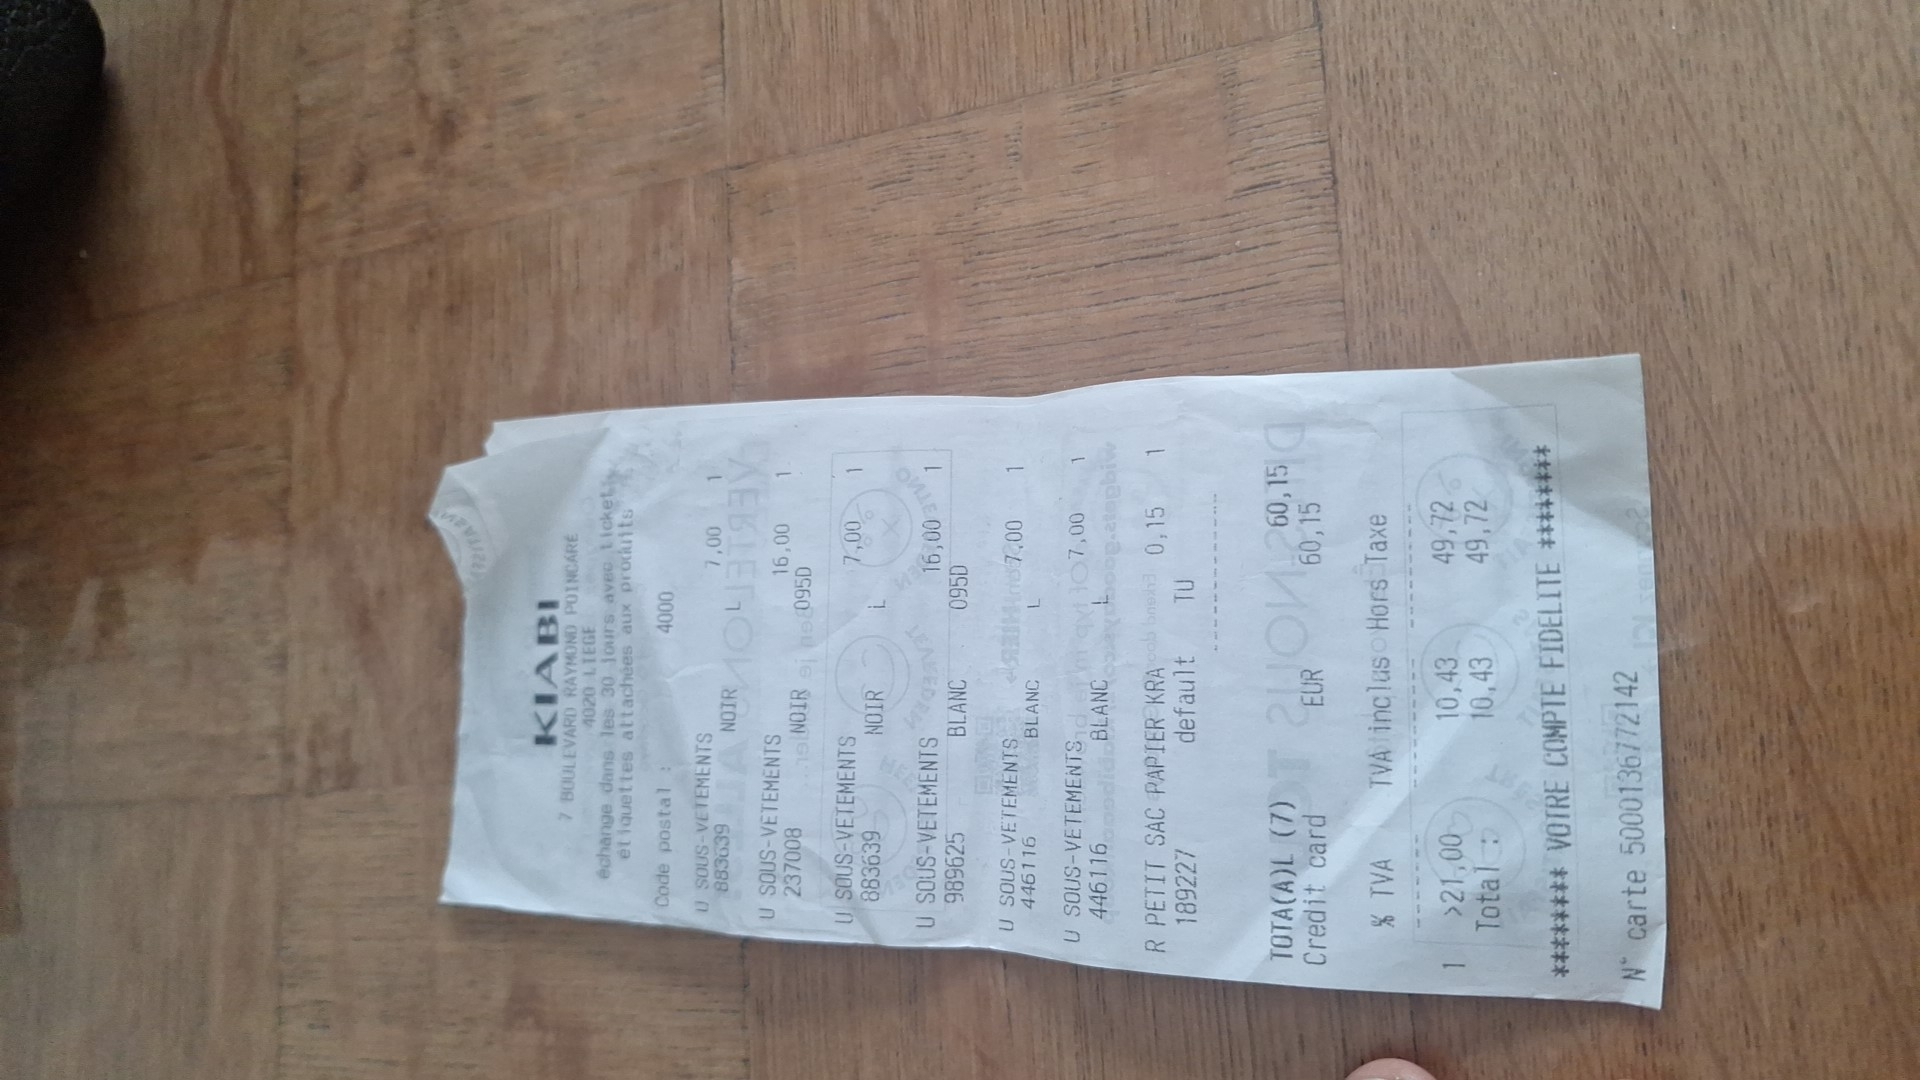 KIABI
7 BOULEVARD RAYMOND POINCARE
4020 LIEGE
échange dans les 30 jours avec ticket,
étiquettes attachées aux produits
Code postal : 4000
U SOUS-VETEMENTS 7,00 1
883639 NOIR L
U SOUS-VETEMENTS 16,00 1
237008 NOIR 095D
U SOUS-VETEMENTS 7,00 1
883639 NOIR L
U SOUS-VETEMENTS 16,00 1
989625 BLANC 095D
U SOUS-VETEMENTS 7,00 1
446116 BLANC L
U SOUS-VETEMENTS 7,00 1
446116 BLANC L
R PETIT SAC PAPIER KRA 0,15 1
189227 default TU
TOTA(A)L (7) 60,15
Credit card EUR 60,15
% TVA TVA inclus Hors Taxe
1 >21,00 10,43 49,72
Total : 10,43 49,72
******* VOTRE COMPTE FIDELITE *******
N° carte 5000136772142